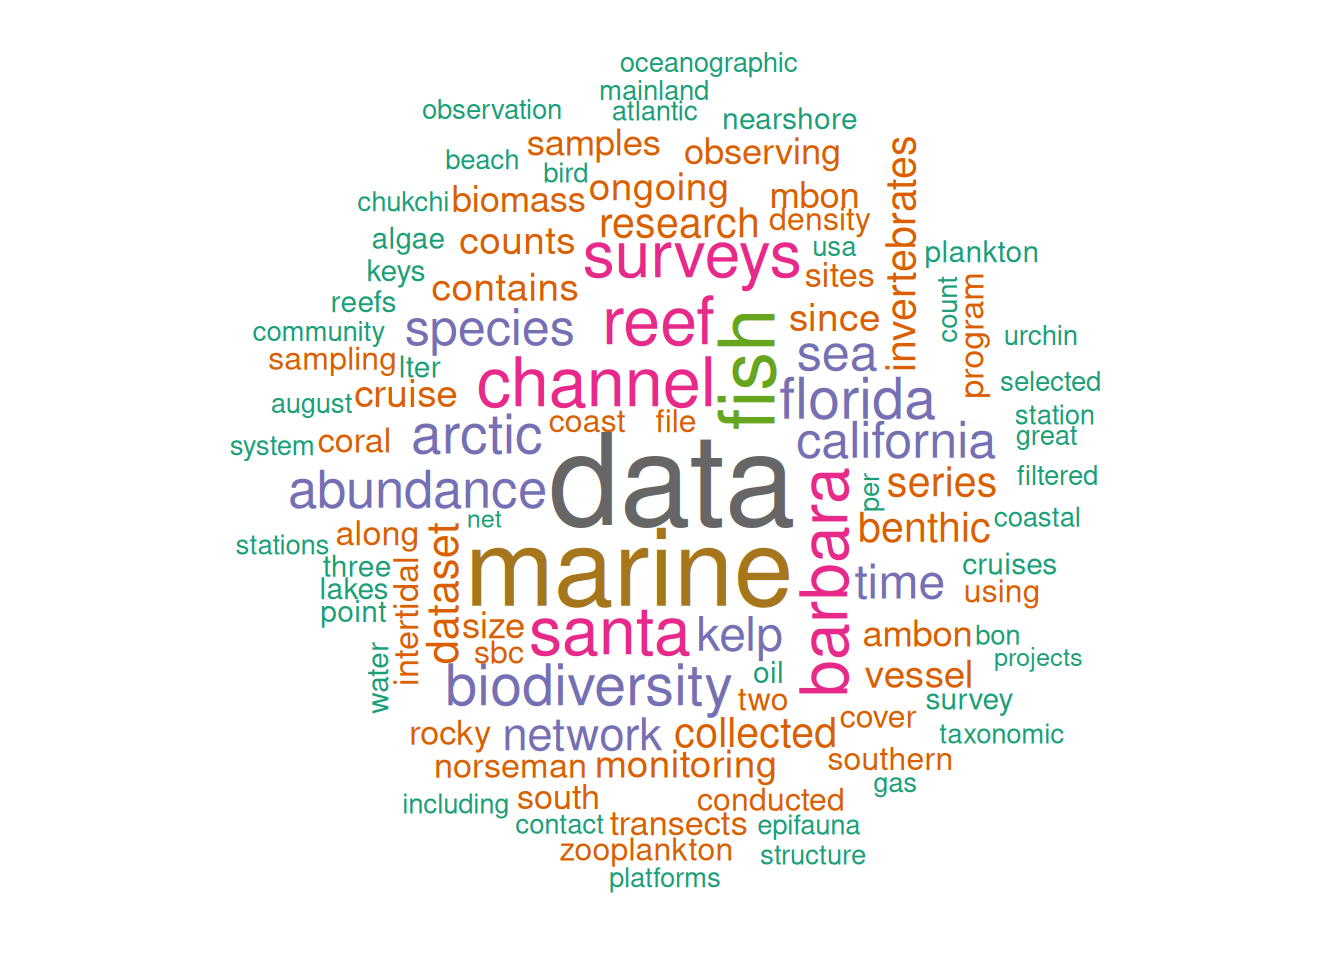 oceanographic
mainland
observation
atlantic
nearshore
samples
observing
beach
bird
invertebrates
chukchi
biomass
ongoing
mbon
research
density
algae
counts
surveys
usa
plankton
keys
contains
sites
reefs
species
reef
fish
since
count
program
community
urchin
sampling
lter
channel
sea
cruise
florida
selected
august
coast
file
station
system
coral
arctic
california
great
abundance
data
barbara
per
series
filtered
net
along
dataset
benthic
coastal
stations
three
intertidal
marine
time
cruises
lakes
using
point
size
santa
kelp
ambon
bon
sbc
projects
water
biodiversity
oil
vessel
two
survey
rocky
network
collected
cover
taxonomic
norseman
monitoring
southern
gas
including
south
conducted
contact
transects
epifauna
zooplankton
structure
platforms